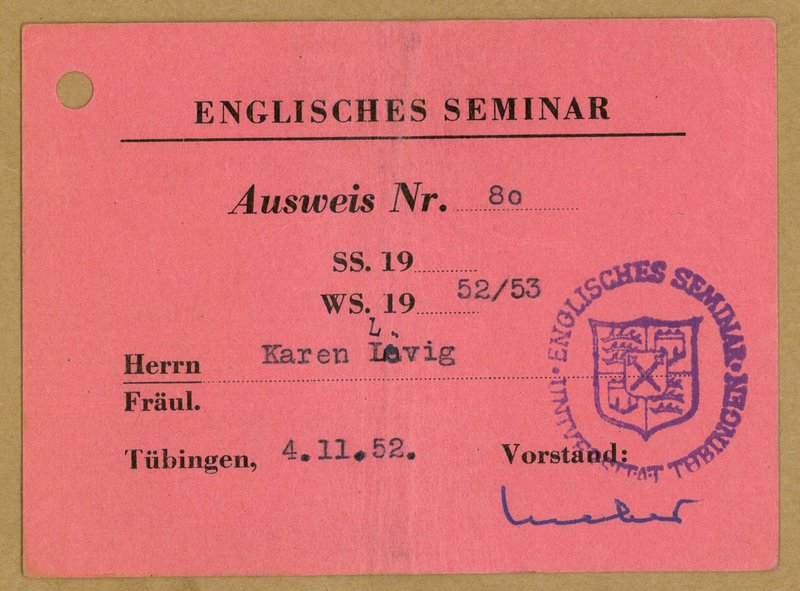 ENGLISCHES SEMINAR
Ausweis Nr. 80
SS. 19
WS. 19 52/53
L.
Herrn Karen
Fräul.
Tübingen, 4.11.52. Vorstand:
ENGLISCHES SEMINAR · UNIVERSITÄT TÜBINGEN ·